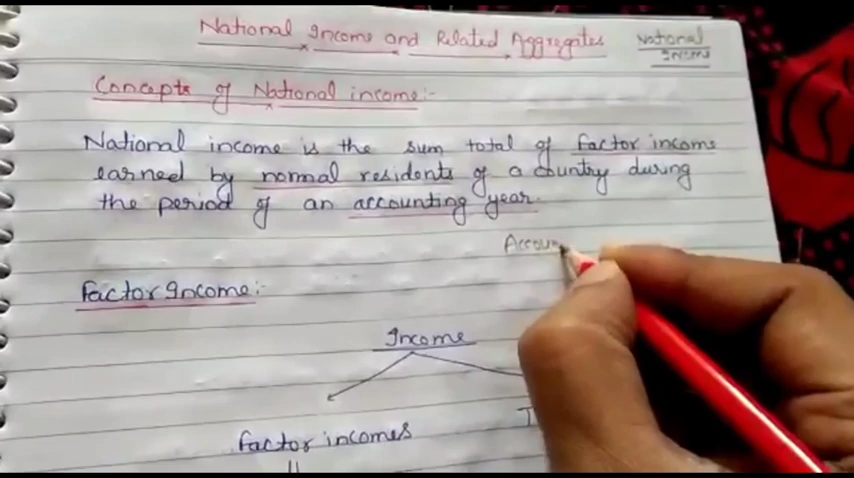 National Income and Related Aggregates
National Income
Concepts of National income:-
National income is the sum total of factor income
earned by normal residents of a country during
the period of an accounting year.
Accoun
Factor Income:-
Income
Factor incomes
T